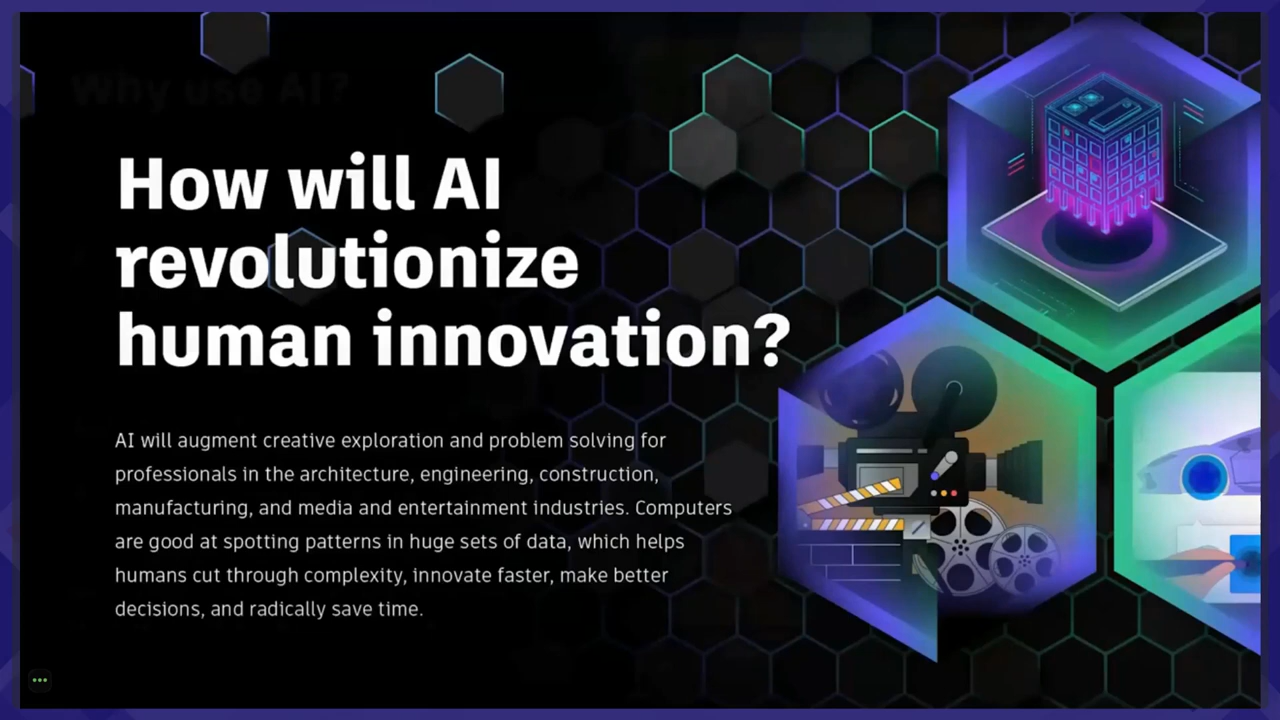 Why use AI?
How will AI
revolutionize
human innovation?
AI will augment creative exploration and problem solving for
professionals in the architecture, engineering, construction,
manufacturing, and media and entertainment industries. Computers
are good at spotting patterns in huge sets of data, which helps
humans cut through complexity, innovate faster, make better
decisions, and radically save time.